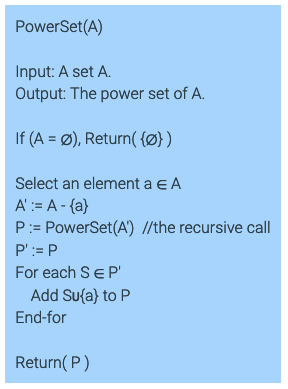 PowerSet(A)
Input: A set A.
Output: The power set of A.
If (A = ∅), Return( {∅} )
Select an element a ∈ A
A' := A - {a}
P := PowerSet(A') //the recursive call
P' := P
For each S ∈ P'
Add S∪{a} to P
End-for
Return( P )